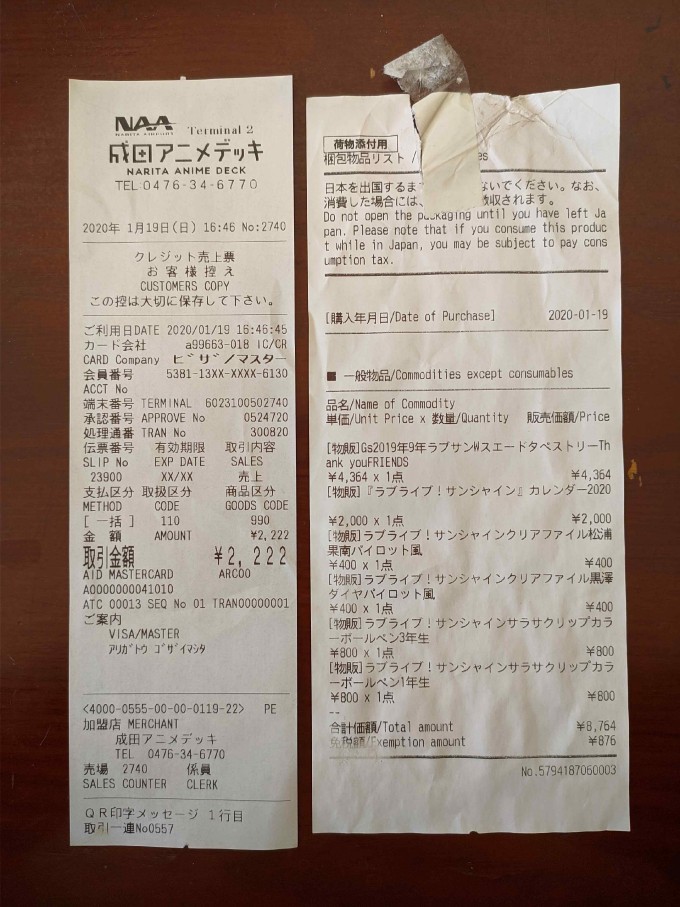 NAA Terminal 2
NARITA AIRPORT
成田アニメデッキ
NARITA ANIME DECK
TEL:0476-34-6770
2020年 1月19日(日) 16:46 No:2740
クレジット売上票
お客様控え
CUSTOMERS COPY
この控は大切に保存して下さい。
ご利用日DATE 2020/01/19 16:46:45
カード会社 a99663-018 IC/CR
CARD Company ビザ/マスター
会員番号 5381-13XX-XXXX-6130
ACCT No
端末番号 TERMINAL 6023100502740
承認番号 APPROVE No 0524720
処理通番 TRAN No 300820
伝票番号 有効期限 取引内容
SLIP No EXP DATE SALES
23900 XX/XX 売上
支払区分 取扱区分 商品区分
METHOD CODE GOODS CODE
[一括] 110 990
金 額 AMOUNT ¥2,222
取引金額 ¥2,222
AID MASTERCARD ARC00
A0000000041010
ATC 00013 SEQ No 01 TRAN00000001
ご案内
VISA/MASTER
アリガトウ ゴザイマシタ
<4000-0555-00-00-0119-22> PE
加盟店 MERCHANT
成田アニメデッキ
TEL 0476-34-6770
売場 2740 係員
SALES COUNTER CLERK
QR印字メッセージ 1行目
取引一連No0557
荷物添付用
梱包物品リスト /
日本を出国するま ないでください。なお、
消費した場合には、 徴収されます。
Do not open the packaging until you have left Ja
pan. Please note that if you consume this produc
t while in Japan, you may be subject to pay cons
umption tax.
[購入年月日/Date of Purchase] 2020-01-19
■ 一般物品/Commodities except consumables
品名/Name of Commodity
単価/Unit Price x 数量/Quantity 販売価額/Price
[物販]Gs2019年9年ラブサンWスエードタペストリーTh
ank youFRIENDS
¥4,364 x 1点 ¥4,364
[物販]『ラブライブ!サンシャイン』カレンダー2020
¥2,000 x 1点 ¥2,000
[物販]ラブライブ!サンシャインクリアファイル松浦
果南パイロット風
¥400 x 1点 ¥400
[物販]ラブライブ!サンシャインクリアファイル黒澤
ダイヤパイロット風
¥400 x 1点 ¥400
[物販]ラブライブ!サンシャインサラサクリップカラ
ーボールペン3年生
¥800 x 1点 ¥800
[物販]ラブライブ!サンシャインサラサクリップカラ
ーボールペン1年生
¥800 x 1点 ¥800
--
合計価額/Total amount ¥8,764
免税額/Exemption amount ¥876
No.5794187060003